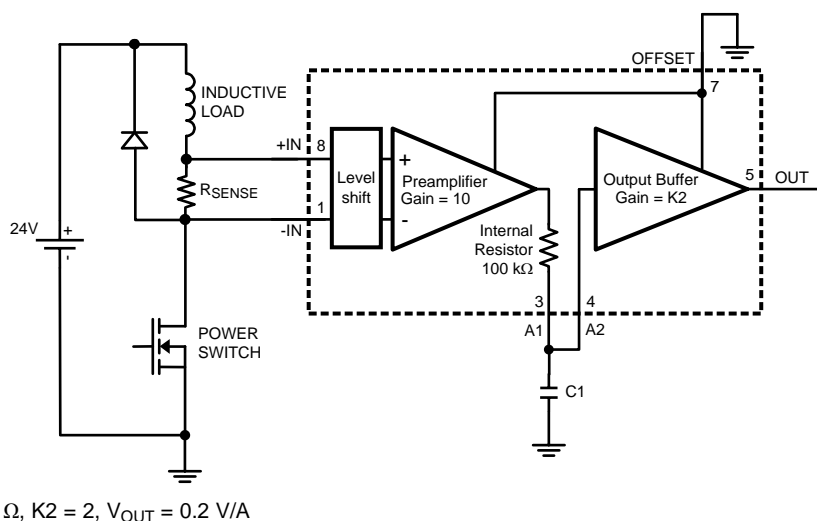 OFFSET
7
INDUCTIVE
LOAD
+IN
8
Level
shift
+
-
Preamplifier
Gain = 10
Output Buffer
Gain = K2
5
OUT
RSENSE
-IN
1
24V
+
-
Internal
Resistor
100 kΩ
3
4
A1
A2
POWER
SWITCH
C1
Ω, K2 = 2, VOUT = 0.2 V/A